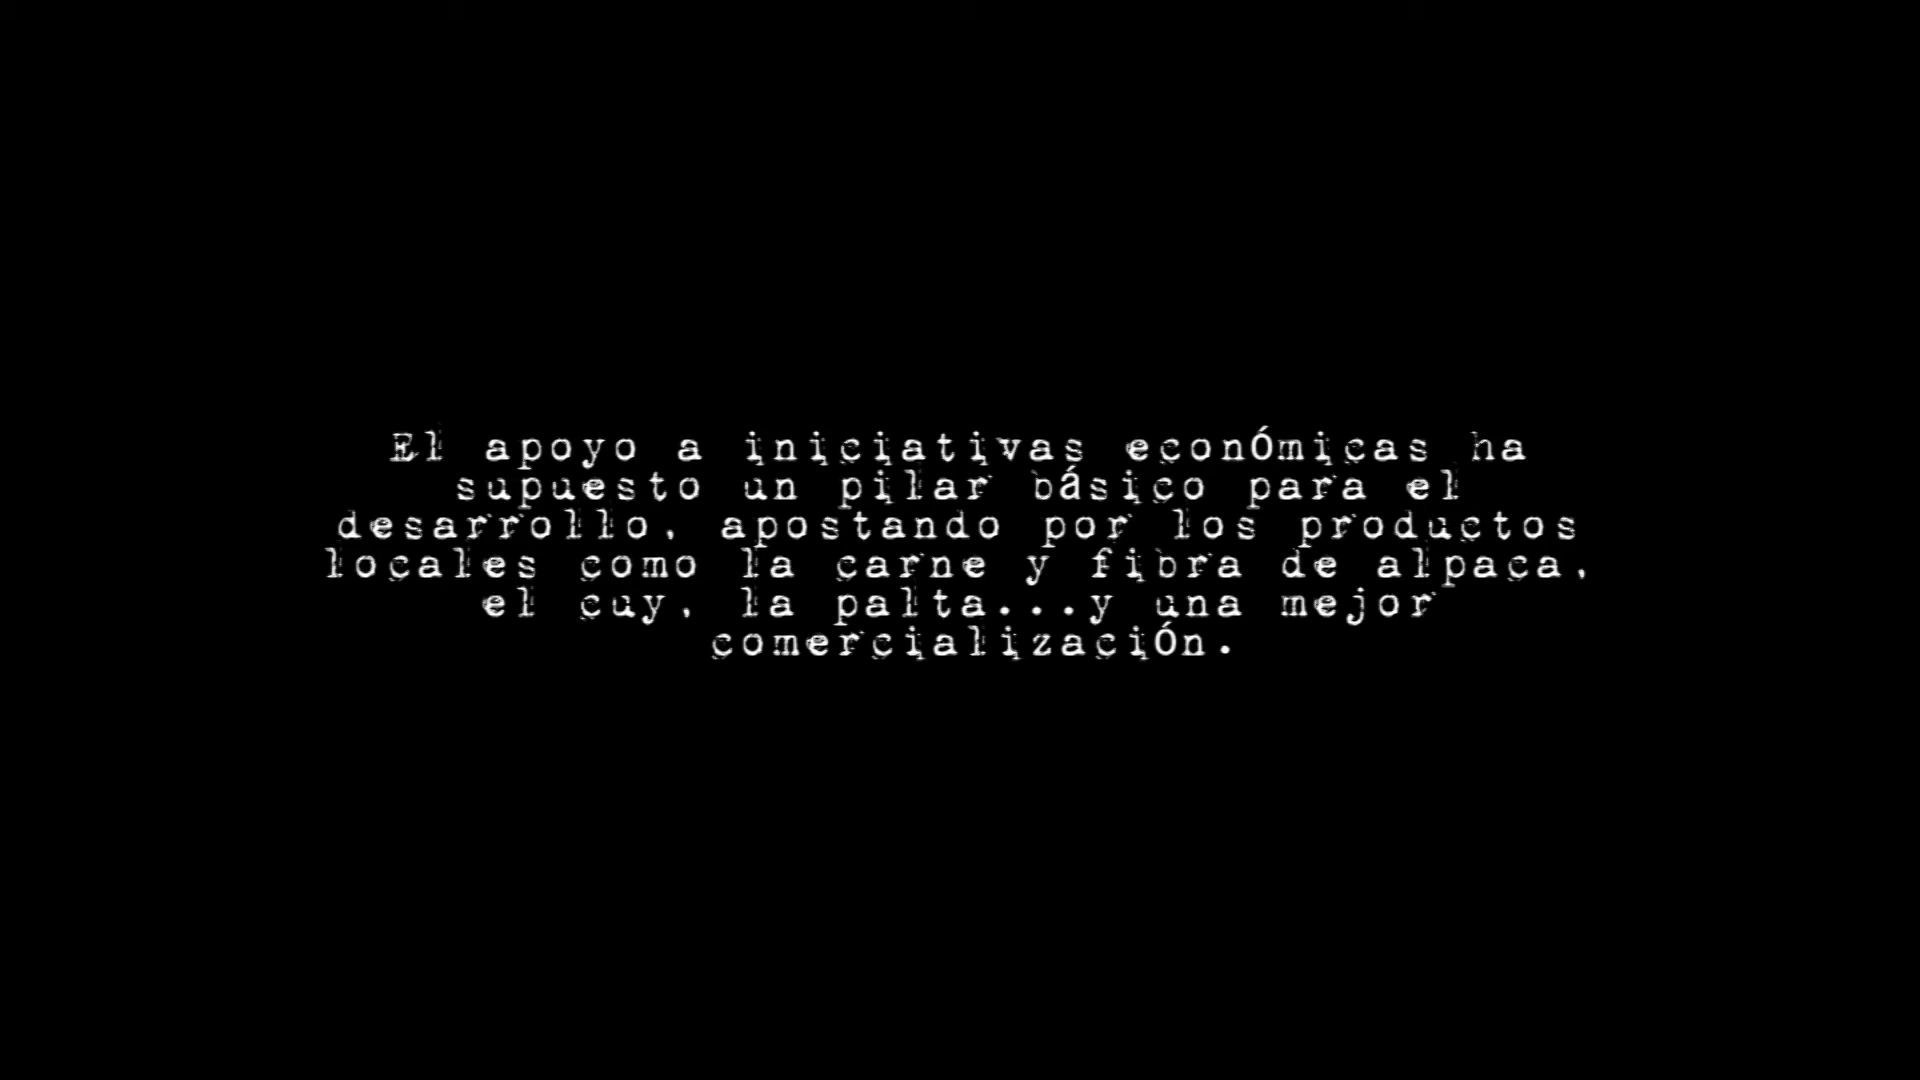 El apoyo a iniciativas económicas ha
supuesto un pilar básico para el
desarrollo, apostando por los productos
locales como la carne y fibra de alpaca,
el cuy, la palta...y una mejor
comercialización.